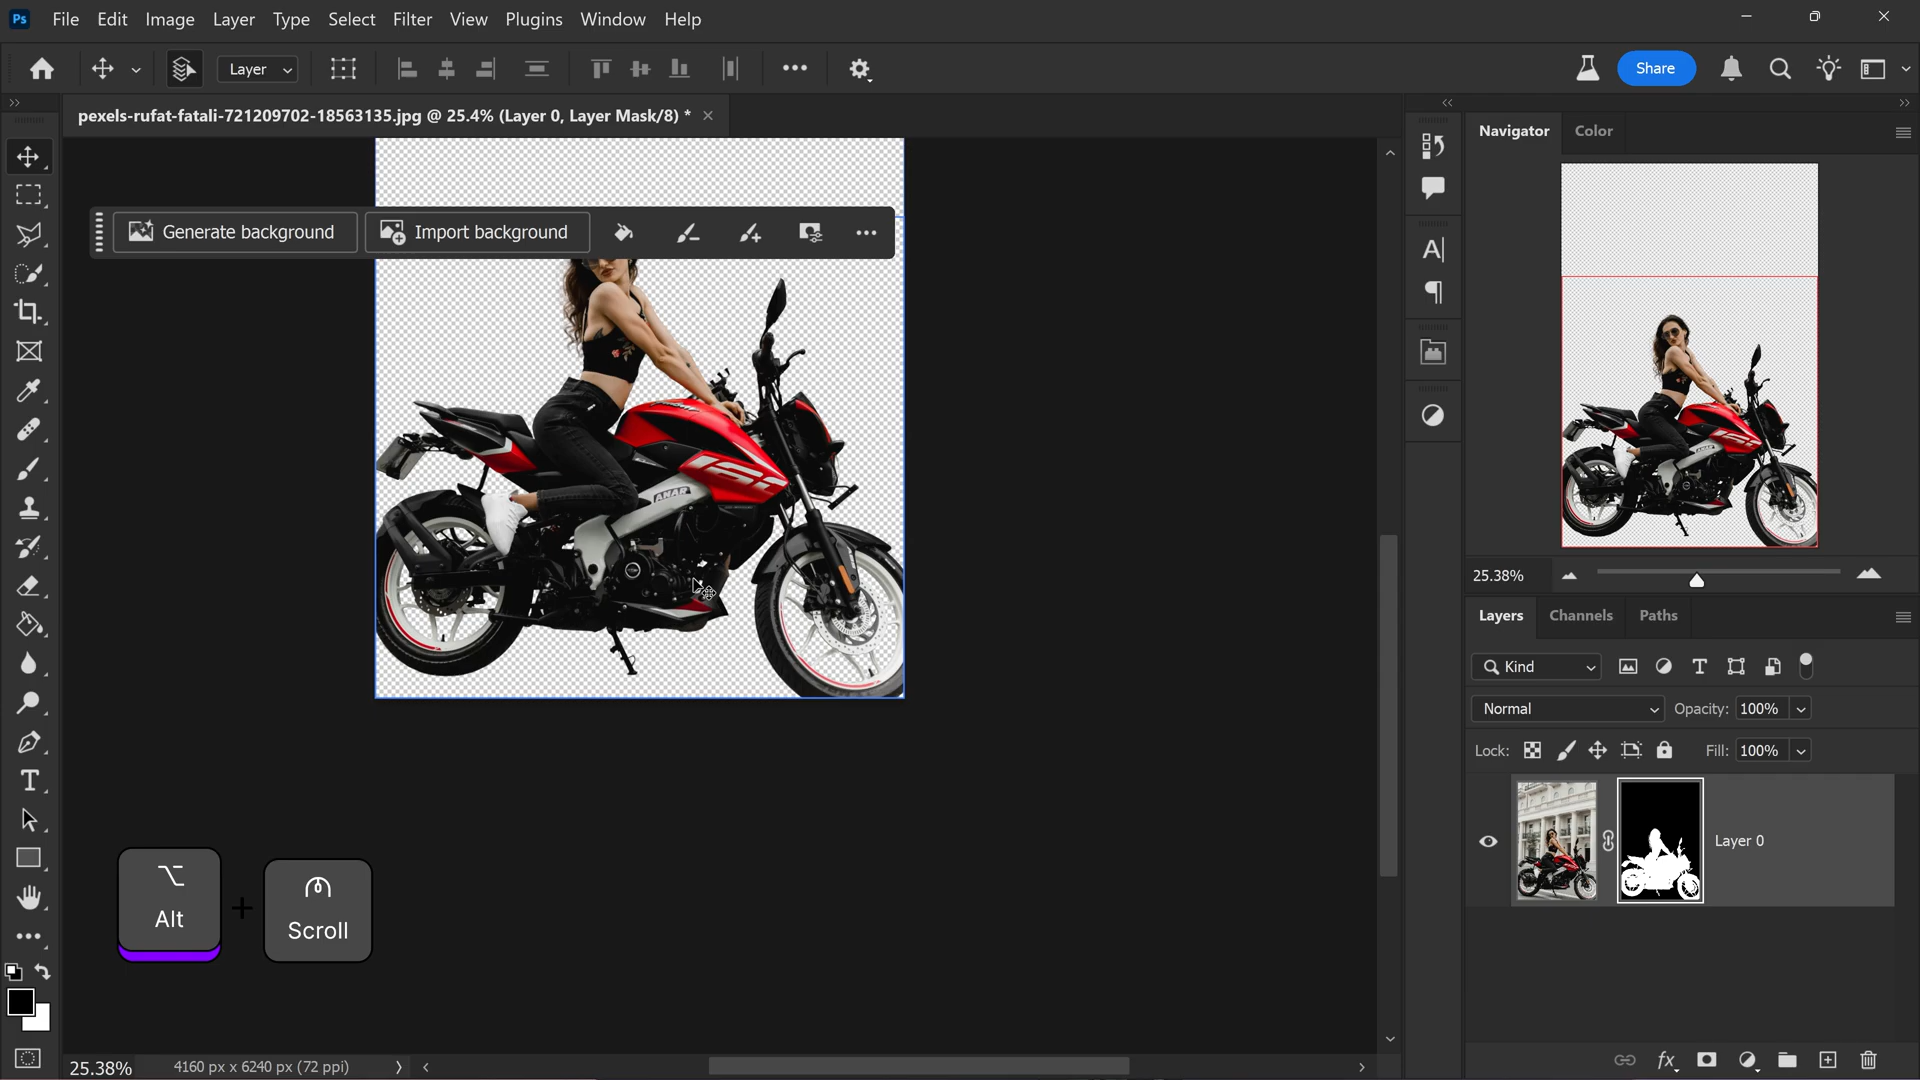 Ps File Edit Image Layer Type Select Filter View Plugins Window Help
Layer
Share
pexels-rufat-fatali-721209702-18563135.jpg @ 25.4% (Layer 0, Layer Mask/8) *
Navigator Color
Generate background Import background
25.38%
Layers Channels Paths
Kind
Normal Opacity: 100%
Lock: Fill: 100%
Layer 0
Alt + Scroll
25.38% 4160 px x 6240 px (72 ppi)